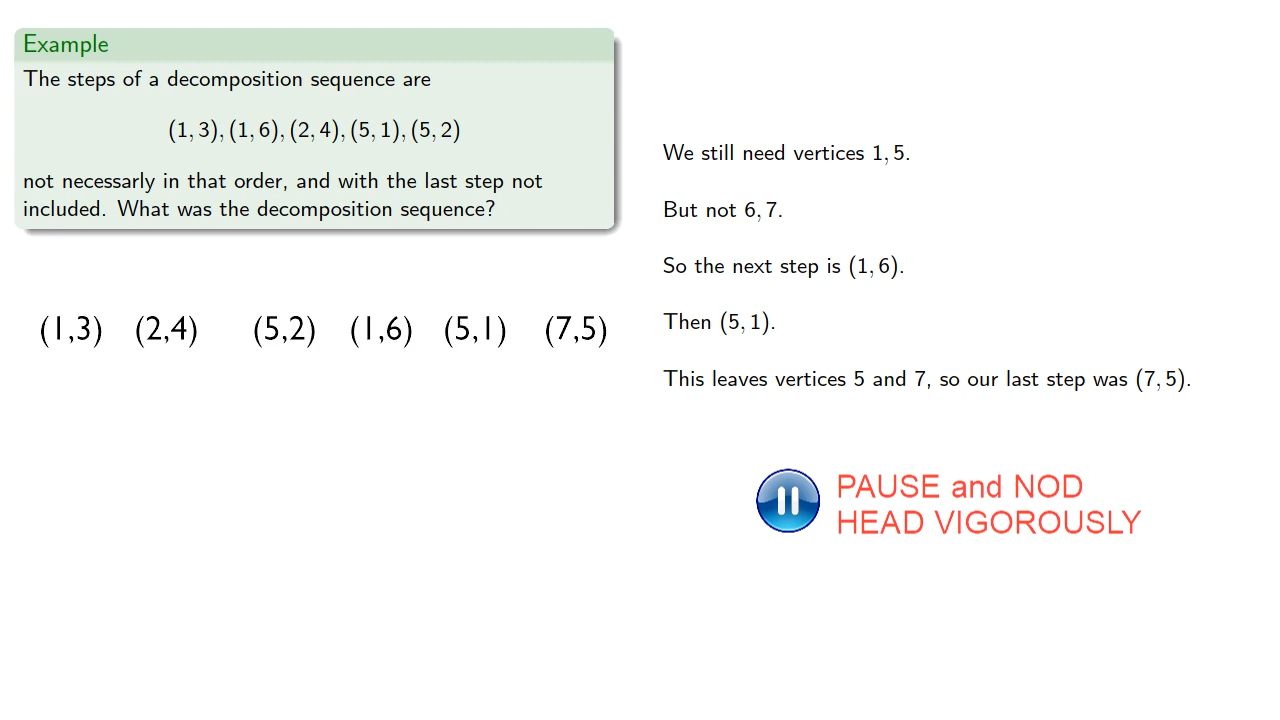 Example
The steps of a decomposition sequence are
(1, 3), (1, 6), (2, 4), (5, 1), (5, 2)
not necessarly in that order, and with the last step not
included. What was the decomposition sequence?
(1,3) (2,4) (5,2) (1,6) (5,1) (7,5)
We still need vertices 1, 5.
But not 6, 7.
So the next step is (1, 6).
Then (5, 1).
This leaves vertices 5 and 7, so our last step was (7, 5).
PAUSE and NOD
HEAD VIGOROUSLY